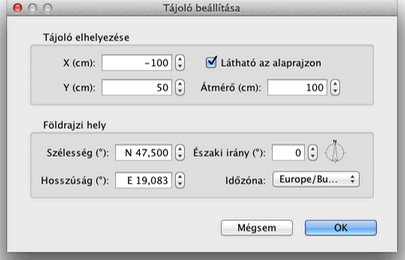 Tájoló beállítása
Tájoló elhelyezése
X (cm): -100 Látható az alaprajzon
Y (cm): 50 Átmérő (cm): 100
Földrajzi hely
Szélesség (°): N 47,500 Északi irány (°): 0 N
Hosszúság (°): E 19,083 Időzóna: Europe/Bu...
Mégsem OK